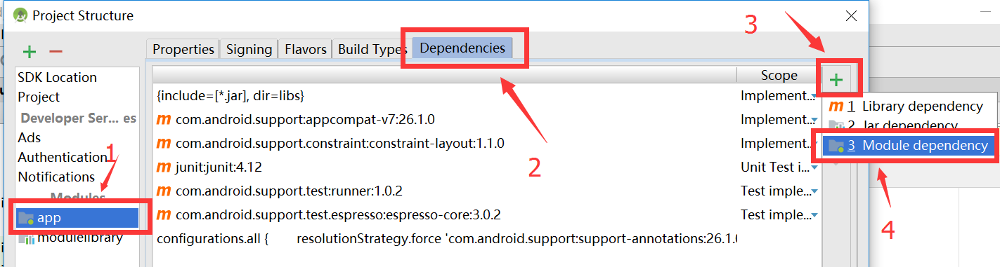 Project Structure
3
Properties
Signing
Flavors
Build Types
Dependencies
SDK Location
Project
Developer Ser... es
Ads
Authentication
Notifications
Modules
app
modulelibrary
1
Scope
{include=[*.jar], dir=libs} Implement...
m com.android.support:appcompat-v7:26.1.0 Implement...
m com.android.support.constraint:constraint-layout:1.1.0 Implement...
m junit:junit:4.12 Unit Test i...
m com.android.support.test:runner:1.0.2 Test imple...
m com.android.support.test.espresso:espresso-core:3.0.2 Test imple...
configurations.all { resolutionStrategy.force 'com.android.support:support-annotations:26.1.0
2
m 1 Library dependency
2 Jar dependency
3 Module dependency
4